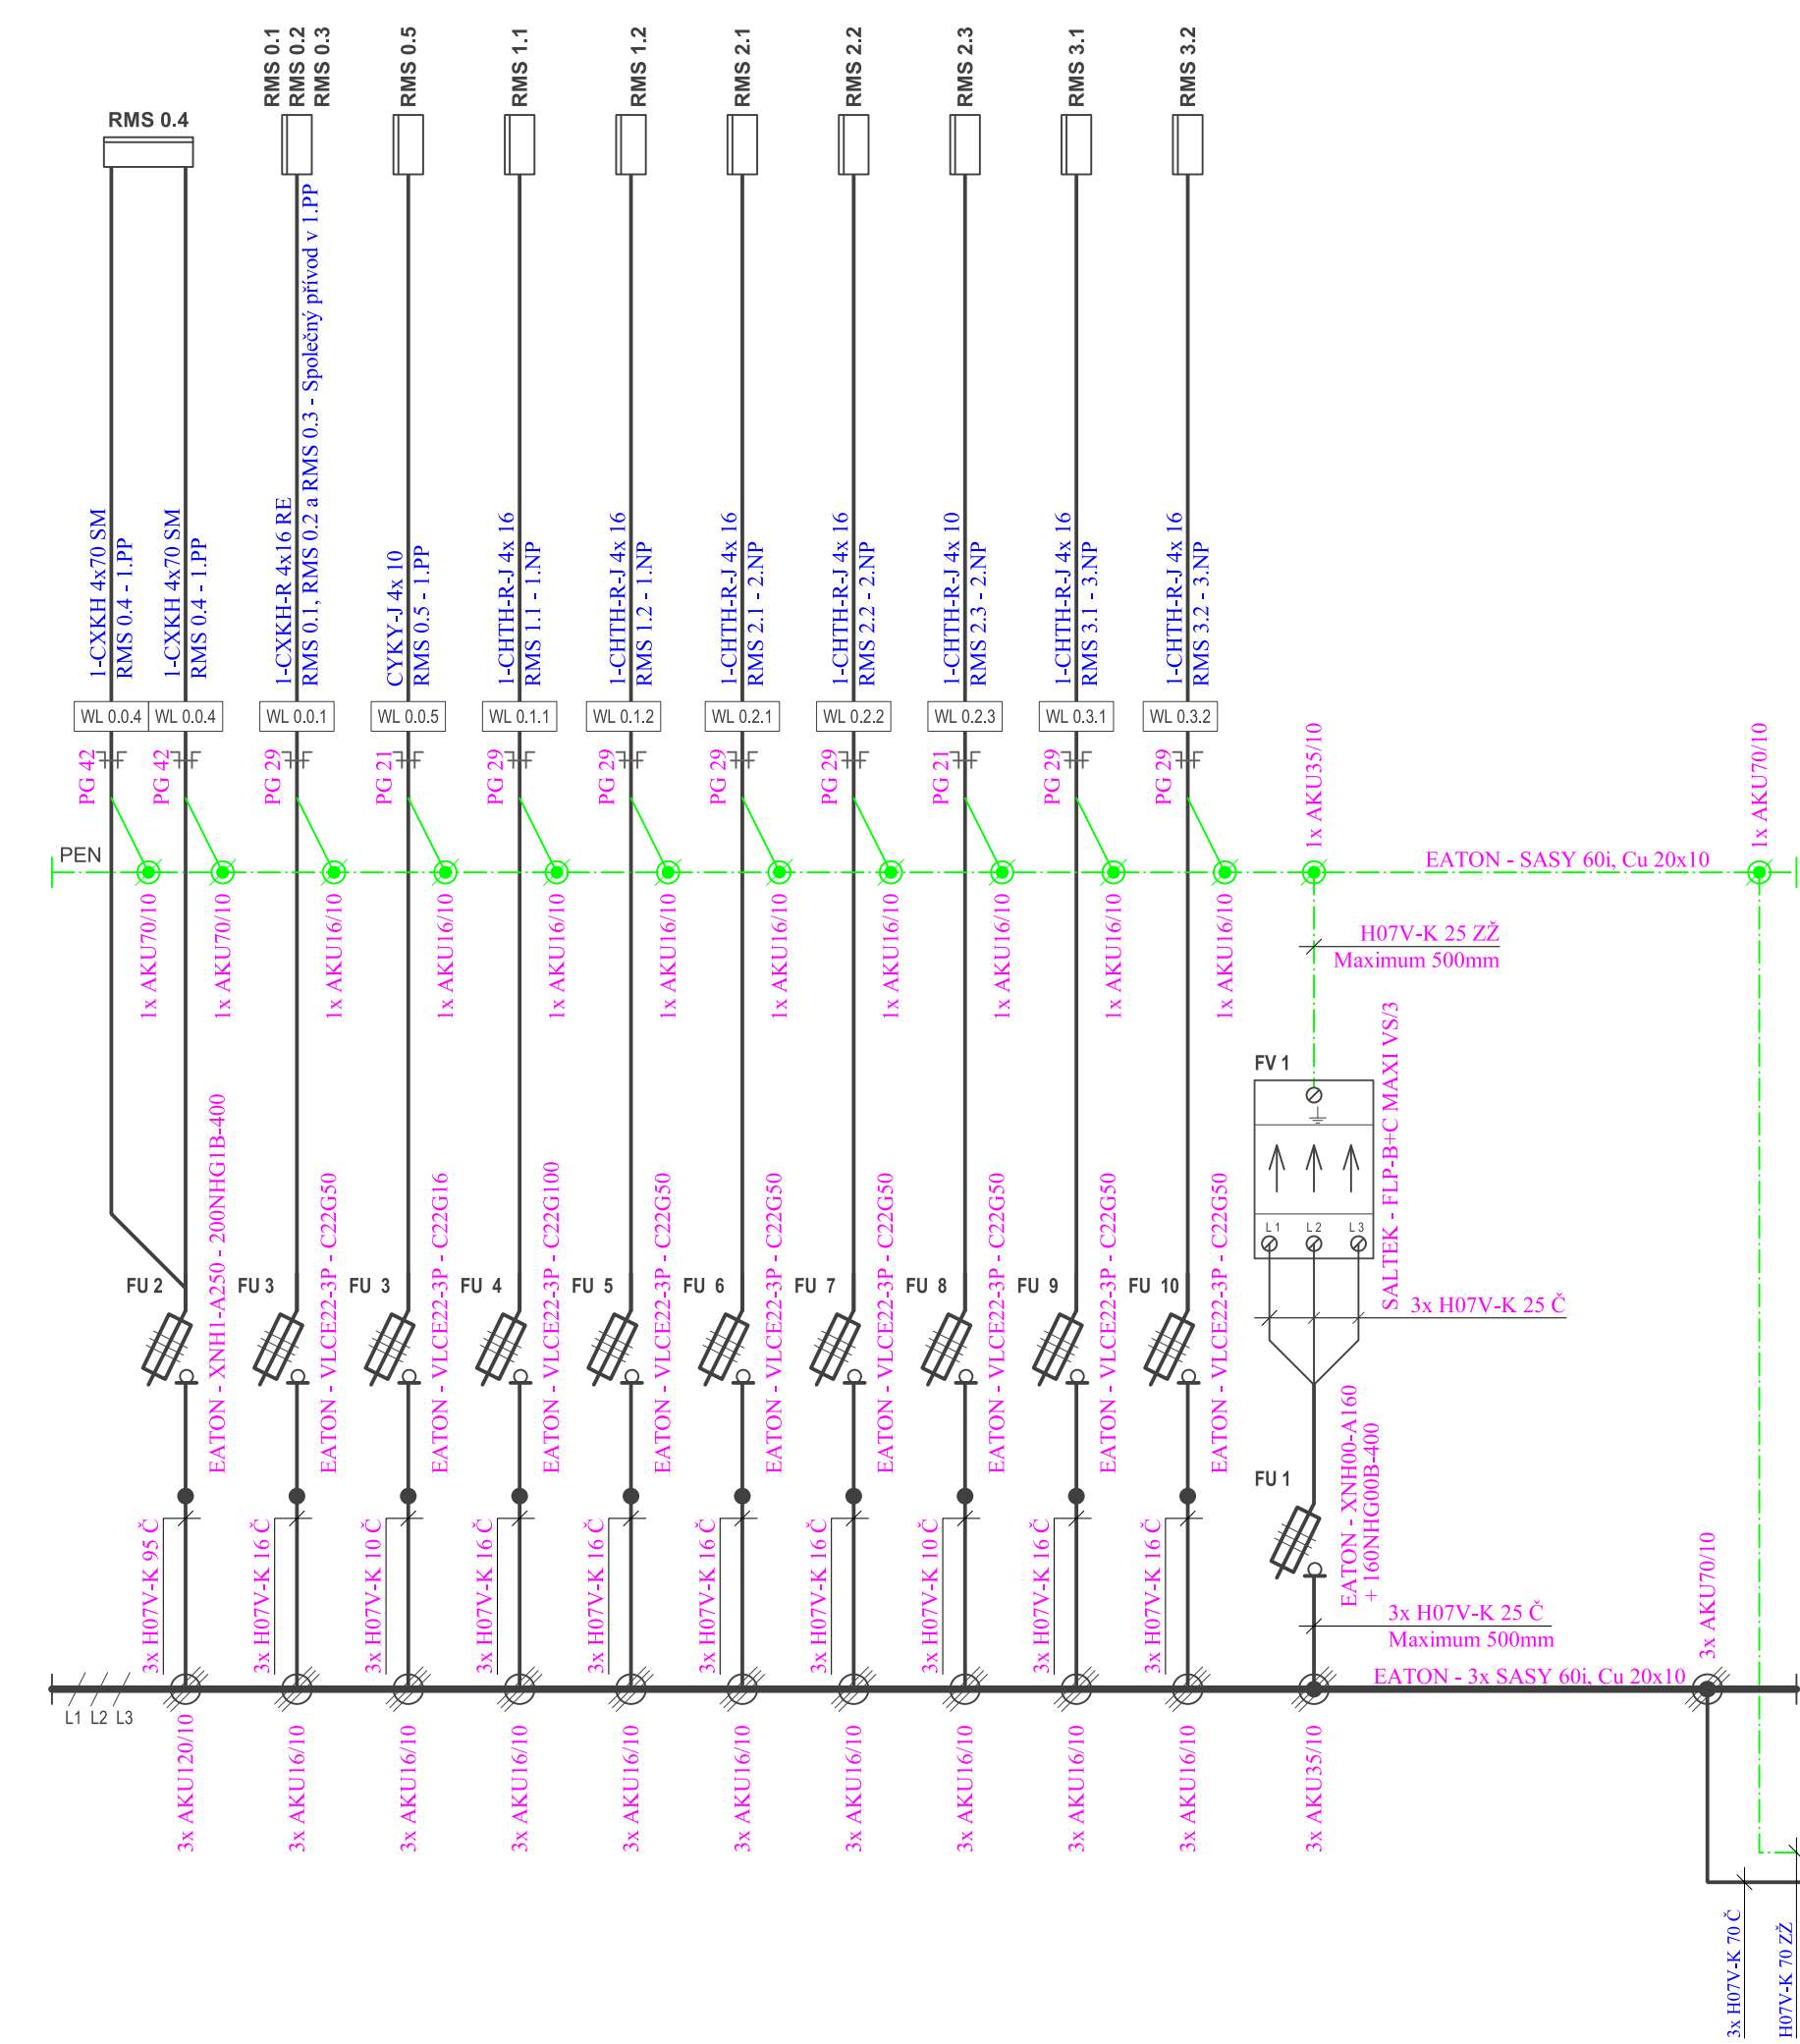 RMS 0.4
RMS 0.1
RMS 0.2
RMS 0.3
RMS 0.5
RMS 1.1
RMS 1.2
RMS 2.1
RMS 2.2
RMS 2.3
RMS 3.1
RMS 3.2
1-CXKH 4x70 SM
RMS 0.4 - 1.PP
1-CXKH 4x70 SM
RMS 0.4 - 1.PP
1-CXKH-R 4x16 RE
RMS 0.1, RMS 0.2 a RMS 0.3 - Společný přívod v 1.PP
CYKY-J 4x 10
RMS 0.5 - 1.PP
1-CHTH-R-J 4x 16
RMS 1.1 - 1.NP
1-CHTH-R-J 4x 16
RMS 1.2 - 1.NP
1-CHTH-R-J 4x 16
RMS 2.1 - 2.NP
1-CHTH-R-J 4x 16
RMS 2.2 - 2.NP
1-CHTH-R-J 4x 10
RMS 2.3 - 2.NP
1-CHTH-R-J 4x 16
RMS 3.1 - 3.NP
1-CHTH-R-J 4x 16
RMS 3.2 - 3.NP
WL 0.0.4
WL 0.0.4
WL 0.0.1
WL 0.0.5
WL 0.1.1
WL 0.1.2
WL 0.2.1
WL 0.2.2
WL 0.2.3
WL 0.3.1
WL 0.3.2
PG 42
PG 42
PG 29
PG 21
PG 29
PG 29
PG 29
PG 29
PG 21
PG 29
PG 29
1x AKU35/10
1x AKU70/10
PEN
EATON - SASY 60i, Cu 20x10
1x AKU70/10
1x AKU70/10
1x AKU16/10
1x AKU16/10
1x AKU16/10
1x AKU16/10
1x AKU16/10
1x AKU16/10
1x AKU16/10
1x AKU16/10
1x AKU16/10
H07V-K 25 ZŽ
Maximum 500mm
FV 1
L 1
L 2
L 3
SALTEK - FLP-B+C MAXI VS/3
3x H07V-K 25 Č
FU 2
FU 3
FU 3
FU 4
FU 5
FU 6
FU 7
FU 8
FU 9
FU 10
EATON - XNH1-A250 - 200NHG1B-400
EATON - VLCE22-3P - C22G50
EATON - VLCE22-3P - C22G16
EATON - VLCE22-3P - C22G100
EATON - VLCE22-3P - C22G50
EATON - VLCE22-3P - C22G50
EATON - VLCE22-3P - C22G50
EATON - VLCE22-3P - C22G50
EATON - VLCE22-3P - C22G50
EATON - VLCE22-3P - C22G50
FU 1
EATON - XNH00-A160
+ 160NHG00B-400
3x H07V-K 95 Č
3x H07V-K 16 Č
3x H07V-K 10 Č
3x H07V-K 16 Č
3x H07V-K 16 Č
3x H07V-K 16 Č
3x H07V-K 16 Č
3x H07V-K 10 Č
3x H07V-K 16 Č
3x H07V-K 16 Č
3x H07V-K 25 Č
Maximum 500mm
3x AKU70/10
EATON - 3x SASY 60i, Cu 20x10
L1 L2 L3
3x AKU120/10
3x AKU16/10
3x AKU16/10
3x AKU16/10
3x AKU16/10
3x AKU16/10
3x AKU16/10
3x AKU16/10
3x AKU16/10
3x AKU16/10
3x AKU35/10
3x H07V-K 70 Č
H07V-K 70 ZŽ